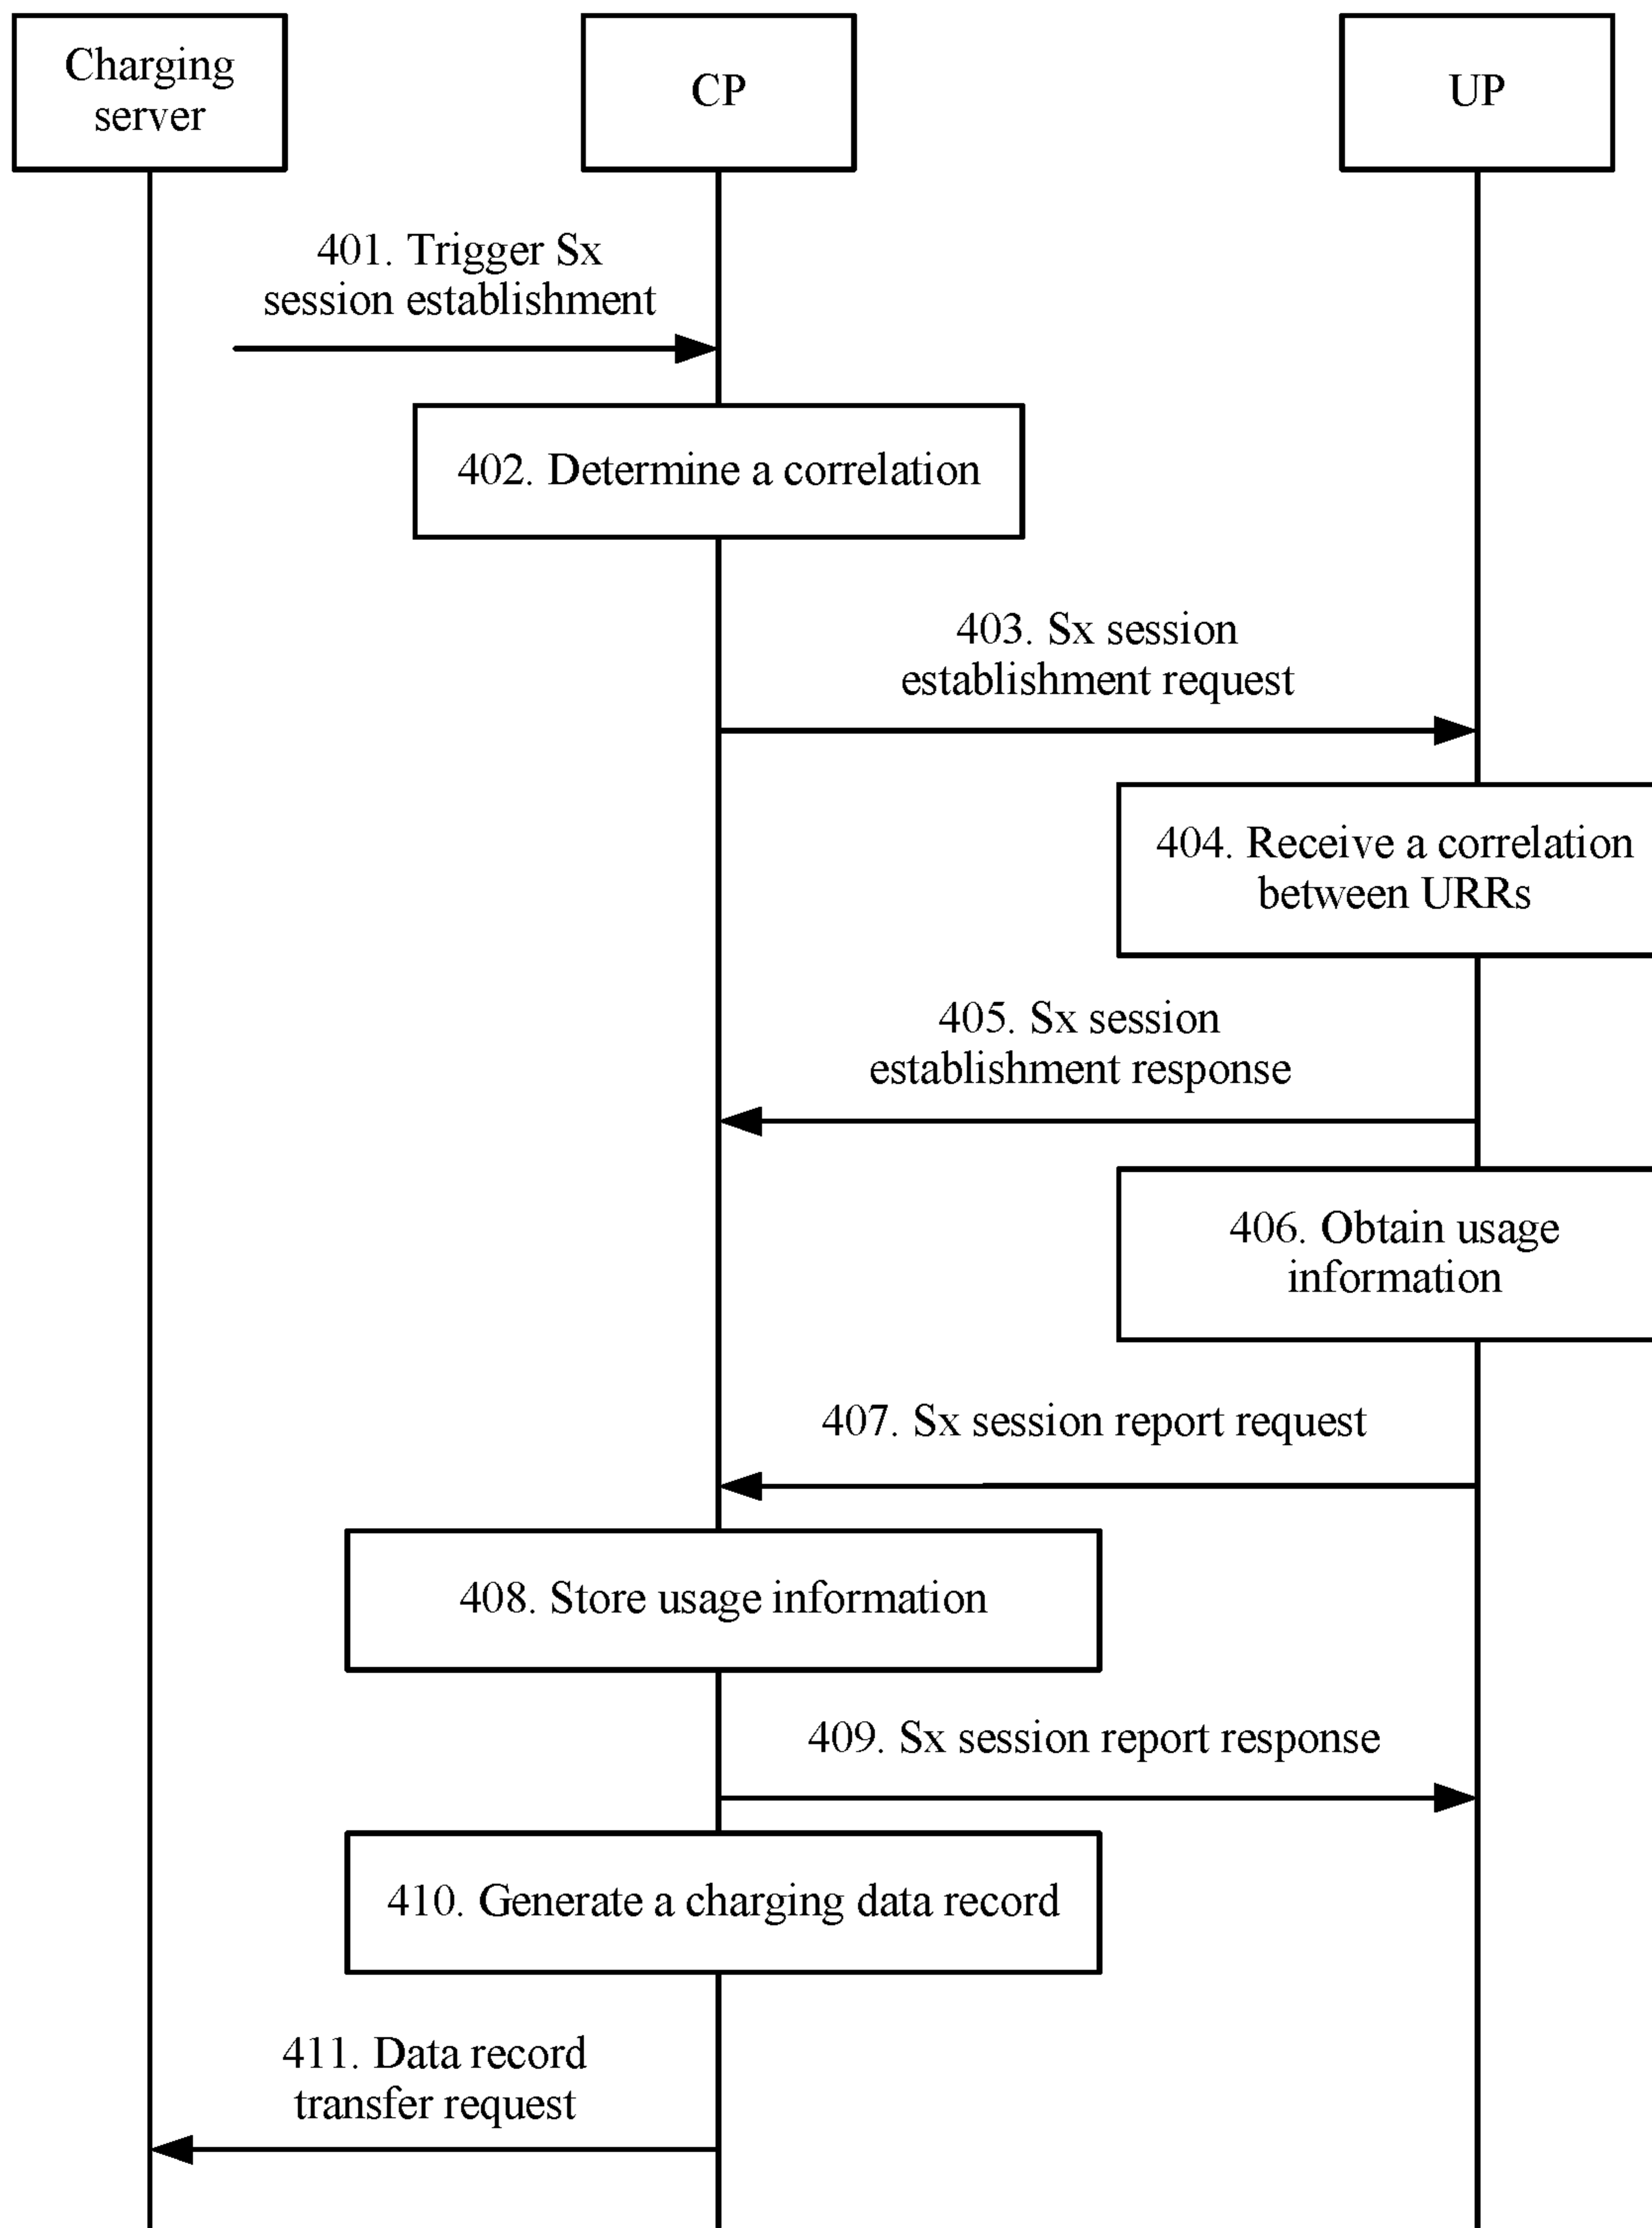 Charging
server
CP
UP
401. Trigger Sx
session establishment
402. Determine a correlation
403. Sx session
establishment request
404. Receive a correlation
between URRs
405. Sx session
establishment response
406. Obtain usage
information
407. Sx session report request
408. Store usage information
409. Sx session report response
410. Generate a charging data record
411. Data record
transfer request